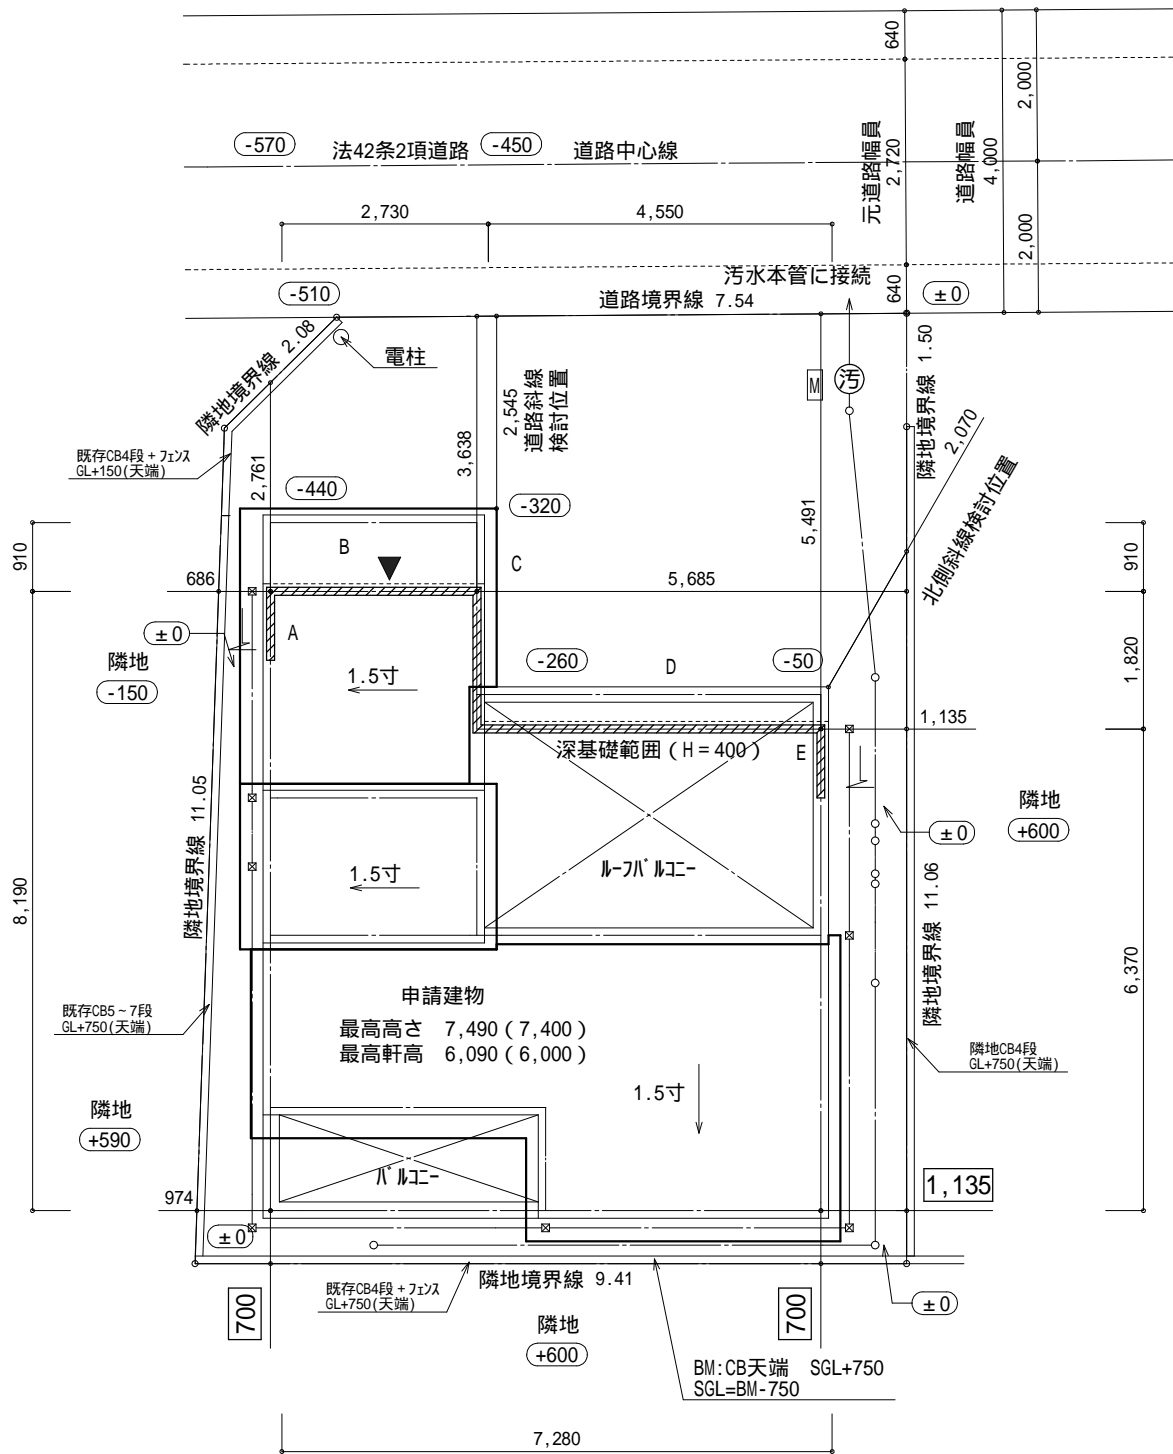 640
2,000
-570
法42条2項道路
-450
道路中心線
元道路幅員
2,720
道路幅員
4,000
2,730
4,550
2,000
汚水本管に接続
640
-510
道路境界線 7.54
±0
隣地境界線 2.08
電柱
2,545
道路斜線
検討位置
M
汚
隣地境界線 1.50
2,070
既存CB4段+フェンス
GL+150(天端)
2,761
3,638
5,491
北側斜線検討位置
-440
-320
910
B
C
910
686
5,685
±0
A
隣地
-150
1.5寸
-260
D
-50
1,820
1,135
深基礎範囲(H=400)
E
隣地境界線 11.05
隣地
+600
±0
1.5寸
ルーフバルコニー
8,190
隣地境界線 11.06
6,370
申請建物
最高高さ 7,490(7,400)
最高軒高 6,090(6,000)
既存CB5~7段
GL+750(天端)
隣地CB4段
GL+750(天端)
1.5寸
隣地
+590
バルコニー
974
1,135
±0
隣地境界線 9.41
既存CB4段+フェンス
GL+750(天端)
700
700
±0
隣地
+600
BM:CB天端 SGL+750
SGL=BM-750
7,280